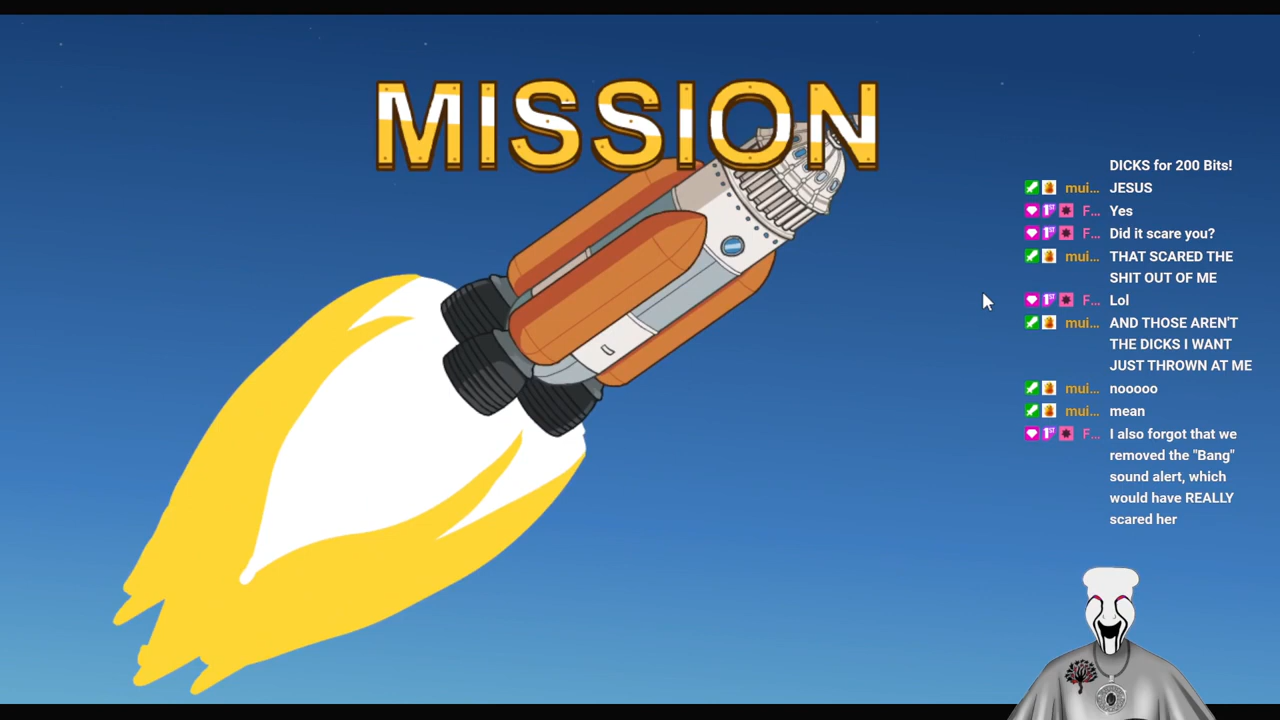 MISSION
DICKS for 200 Bits!
mui... JESUS
F... Yes
F... Did it scare you?
mui... THAT SCARED THE
SHIT OUT OF ME
F... Lol
mui... AND THOSE AREN'T
THE DICKS I WANT
JUST THROWN AT ME
mui... nooooo
mui... mean
F... I also forgot that we
removed the "Bang"
sound alert, which
would have REALLY
scared her